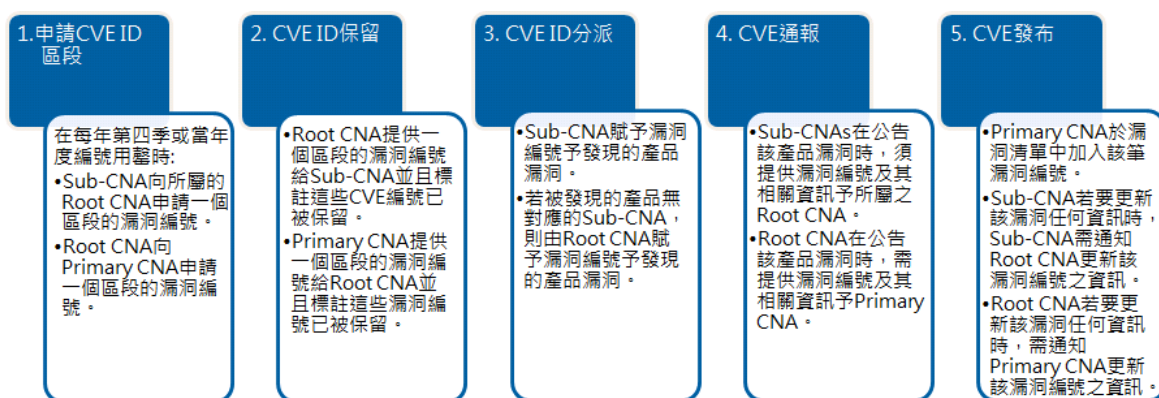 1.申請CVE ID
區段
在每年第四季或當年
度編號用罄時:
•Sub-CNA向所屬的
Root CNA申請一個
區段的漏洞編號。
•Root CNA向
Primary CNA申請
一個區段的漏洞編
號。
2. CVE ID保留
•Root CNA提供一
個區段的漏洞編號
給Sub-CNA並且標
註這些CVE編號已
被保留。
•Primary CNA提供
一個區段的漏洞編
號給Root CNA並
且標註這些漏洞編
號已被保留。
3. CVE ID分派
•Sub-CNA賦予漏洞
編號予發現的產品
漏洞。
•若被發現的產品無
對應的Sub-CNA，
則由Root CNA賦
予漏洞編號予發現
的產品漏洞。
4. CVE通報
•Sub-CNAs在公告
該產品漏洞時，須
提供漏洞編號及其
相關資訊予所屬之
Root CNA。
•Root CNA在公告
該產品漏洞時，需
提供漏洞編號及其
相關資訊予Primary
CNA。
5. CVE發布
•Primary CNA於漏
洞清單中加入該筆
漏洞編號。
•Sub-CNA若要更新
該漏洞任何資訊時，
Sub-CNA需通知
Root CNA更新該
漏洞編號之資訊。
•Root CNA若要更
新該漏洞任何資訊
時，需通知
Primary CNA更新
該漏洞編號之資訊。